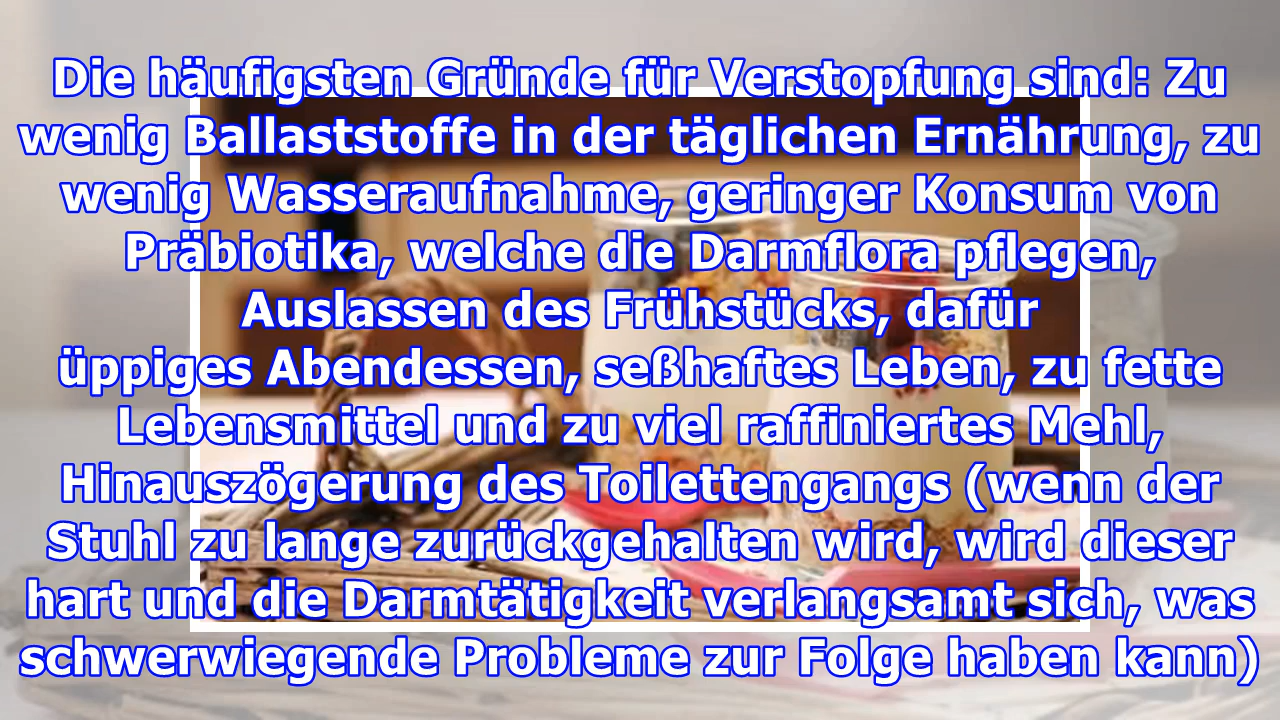 Die häufigsten Gründe für Verstopfung sind: Zu
wenig Ballaststoffe in der täglichen Ernährung, zu
wenig Wasseraufnahme, geringer Konsum von
Präbiotika, welche die Darmflora pflegen,
Auslassen des Frühstücks, dafür
üppiges Abendessen, seßhaftes Leben, zu fette
Lebensmittel und zu viel raffiniertes Mehl,
Hinauszögerung des Toilettengangs (wenn der
Stuhl zu lange zurückgehalten wird, wird dieser
hart und die Darmtätigkeit verlangsamt sich, was
schwerwiegende Probleme zur Folge haben kann)